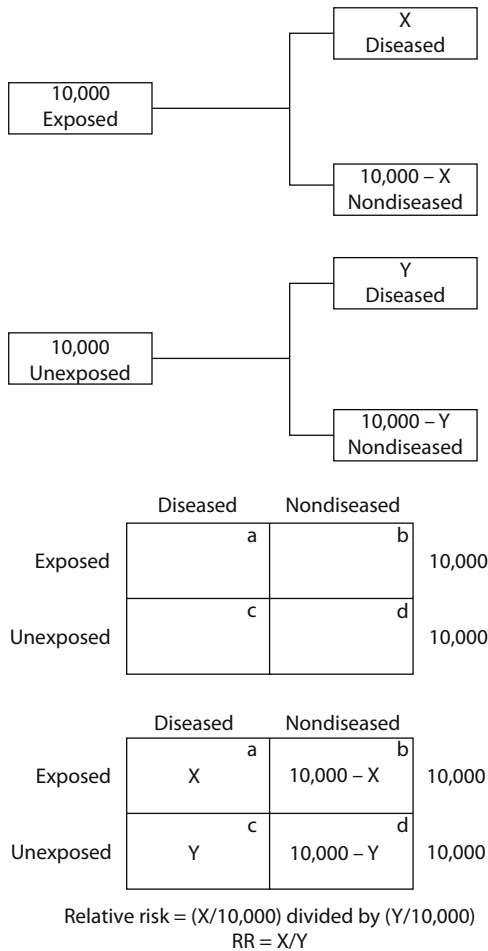 X
Diseased
10,000
Exposed
10,000 – X
Nondiseased
Y
Diseased
10,000
Unexposed
10,000 – Y
Nondiseased
Diseased Nondiseased
a b
Exposed 10,000
c d
Unexposed 10,000
Diseased Nondiseased
a b
Exposed X 10,000 – X 10,000
c d
Unexposed Y 10,000 – Y 10,000
Relative risk = (X/10,000) divided by (Y/10,000)
RR = X/Y